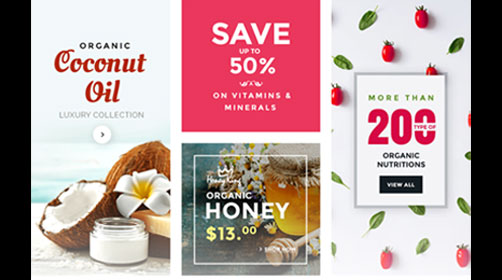 ORGANIC
Coconut
Oil
LUXURY COLLECTION
SAVE
UP TO
50%
ON VITAMINS &
MINERALS
ORGANIC
HONEY
$13.00
MORE THAN
200 TYPE OF
ORGANIC
NUTRITIONS
VIEW ALL